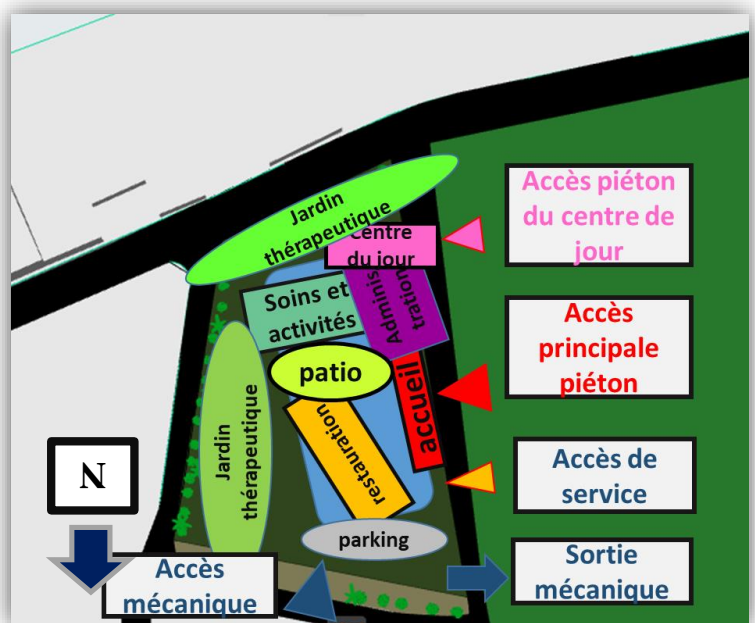 Jardin
thérapeutique
Centre
du jour
Adminis
tration
Soins et
activités
patio
accueil
restauration
Jardin
thérapeutique
parking
Accès piéton
du centre de
jour
Accès
principale
piéton
Accès de
service
Sortie
mécanique
N
Accès
mécanique